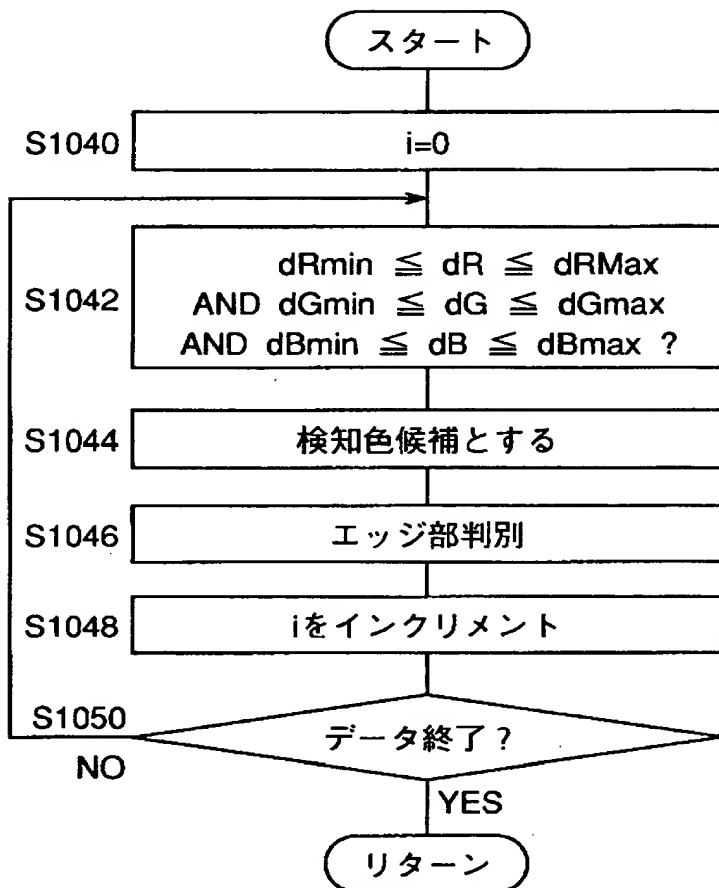 スタート
S1040
i=0
S1042
dRmin ≦ dR ≦ dRMax
AND dGmin ≦ dG ≦ dGmax
AND dBmin ≦ dB ≦ dBmax ?
S1044
検知色候補とする
S1046
エッジ部判別
S1048
iをインクリメント
S1050
データ終了?
NO
YES
リターン